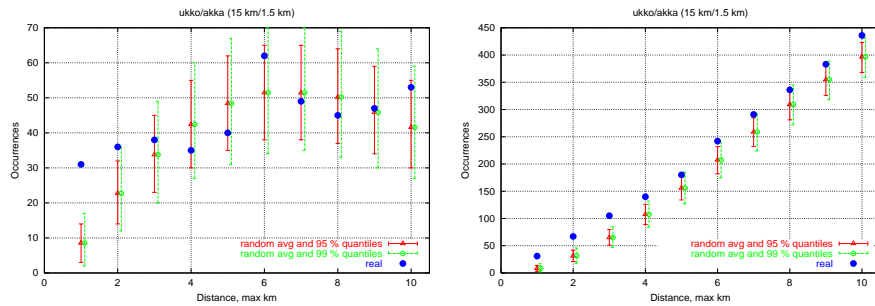 ukko/akka (15 km/1.5 km)
70
60
50
40
30
20
10
0
Occurrences
random avg and 95 % quantiles
random avg and 99 % quantiles
real
0 2 4 6 8 10
Distance, max km
ukko/akka (15 km/1.5 km)
450
400
350
300
250
200
150
100
50
0
Occurrences
random avg and 95 % quantiles
random avg and 99 % quantiles
real
0 2 4 6 8 10
Distance, max km